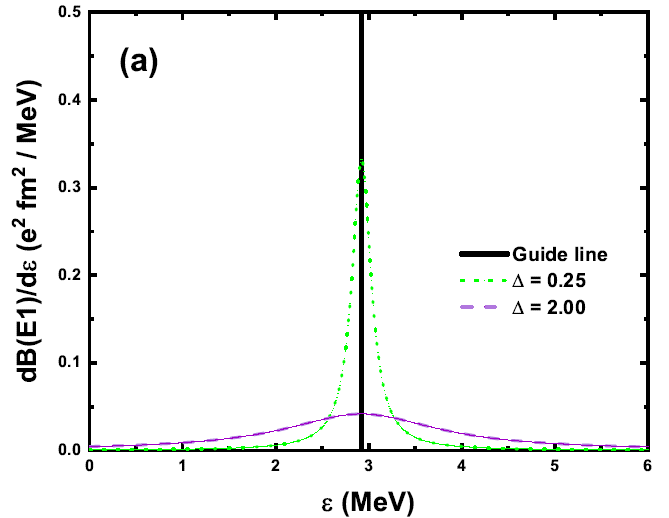 (a)
dB(E1)/dε (e² fm² / MeV)
0.5
0.4
0.3
0.2
0.1
0.0
Guide line
Δ = 0.25
Δ = 2.00
0 1 2 3 4 5 6
ε (MeV)